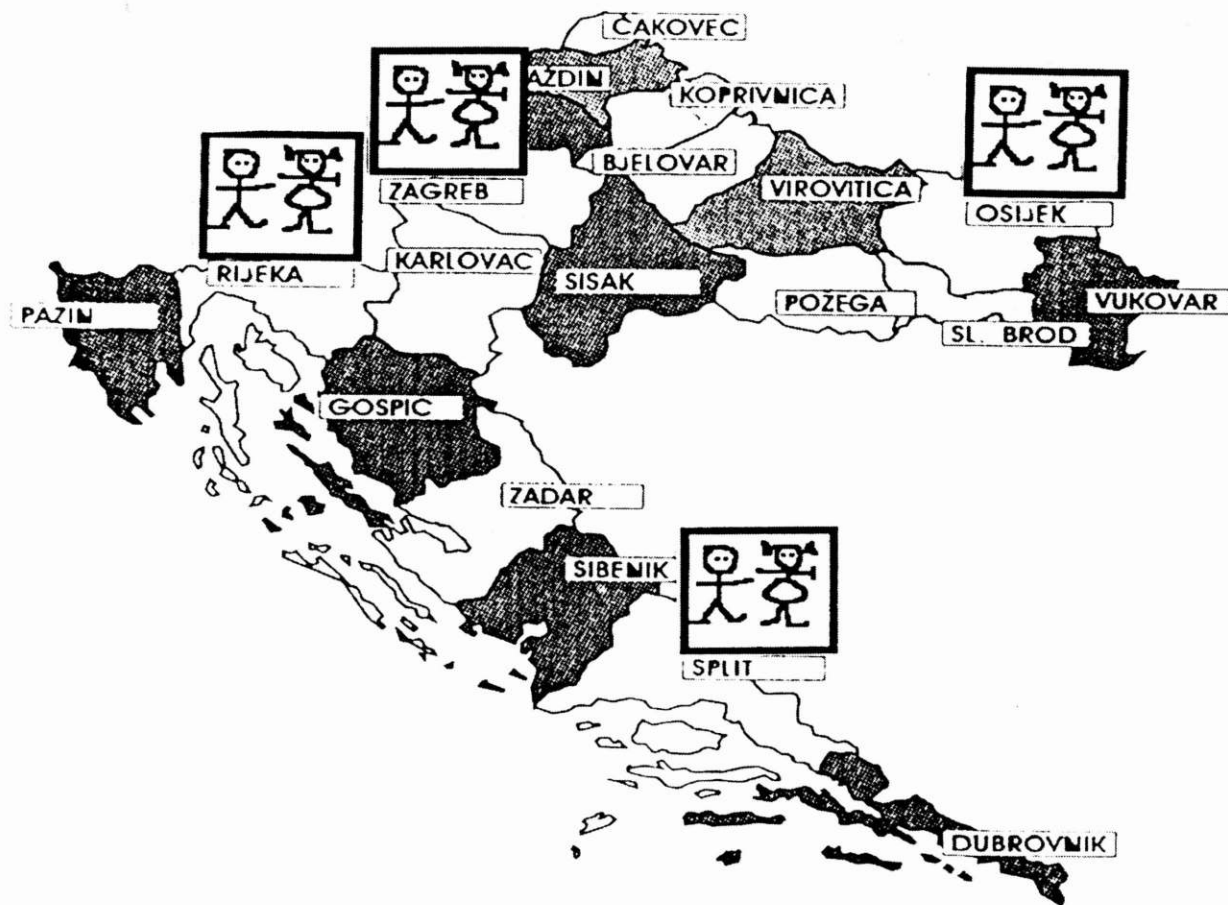 ČAKOVEC
AŽDIN
KOPRIVNICA
BJELOVAR
ZAGREB
VIROVITICA
OSIJEK
RIJEKA
KARLOVAC
SISAK
PAZIN
POŽEGA
VUKOVAR
SL. BROD
GOSPIC
ZADAR
SIBENIK
SPLIT
DUBROVNIK